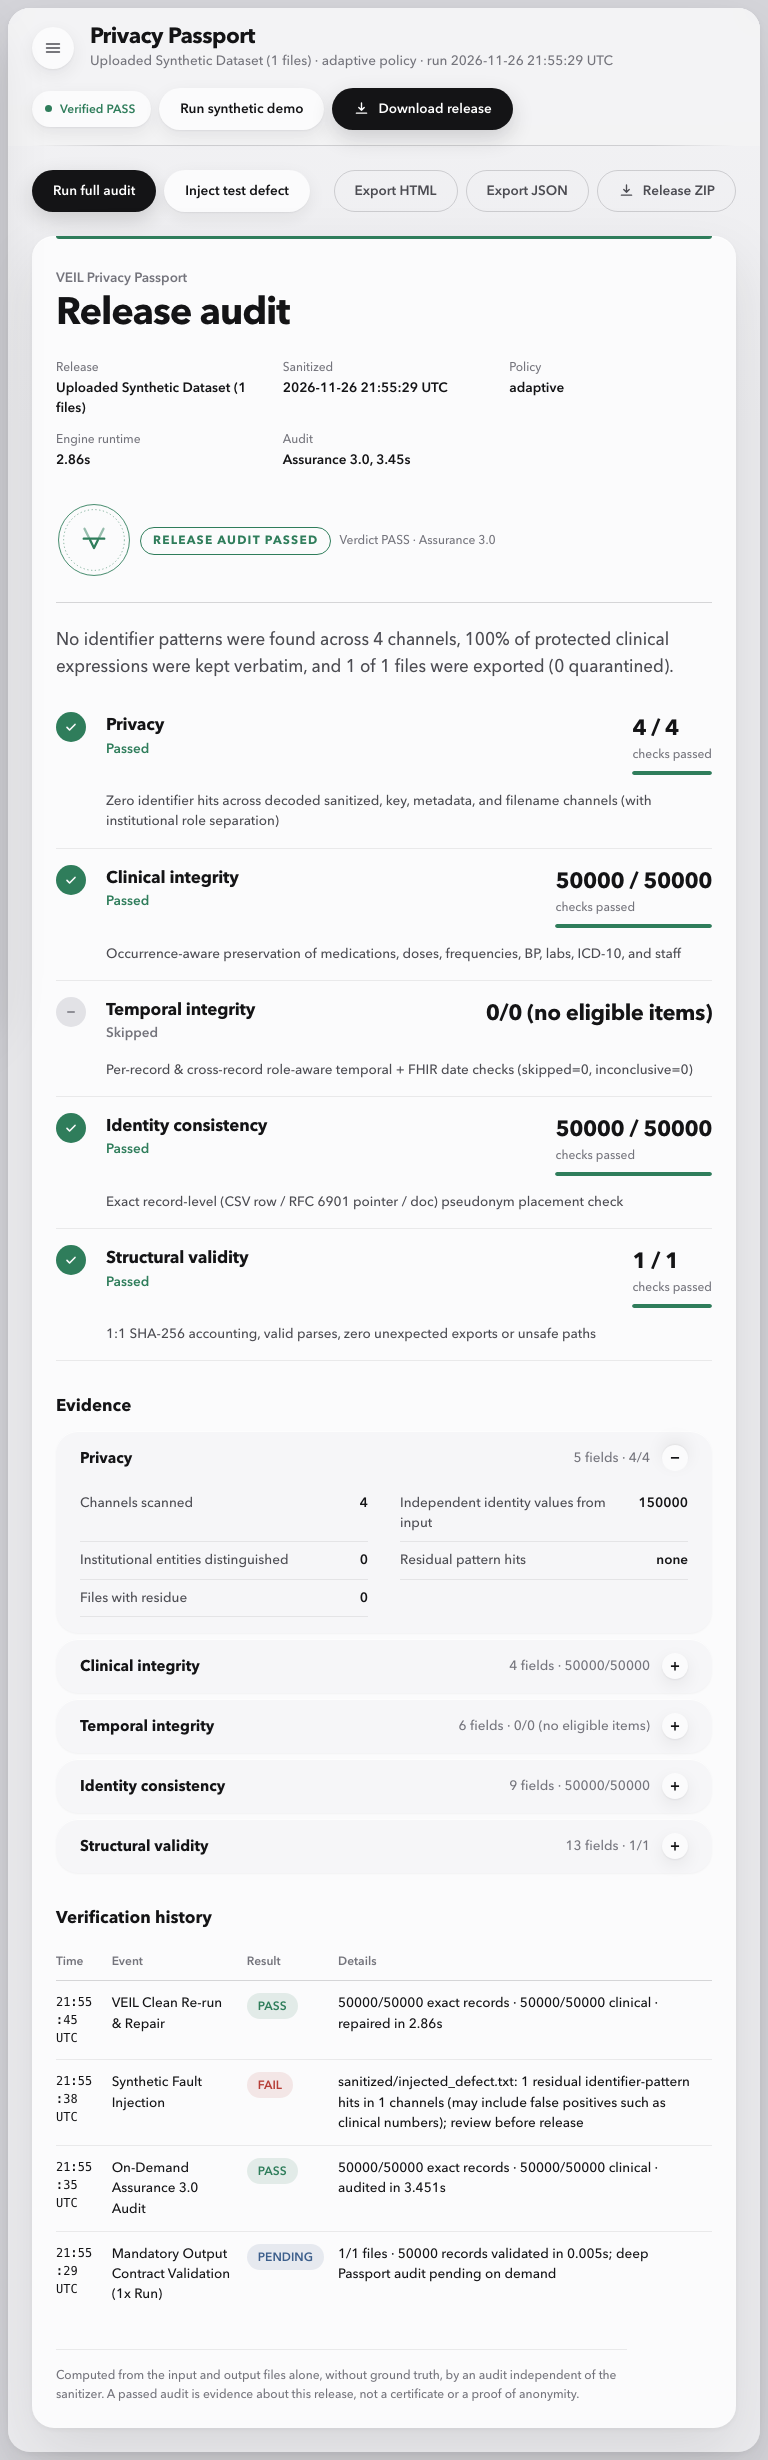 Privacy Passport
Uploaded Synthetic Dataset (1 files) · adaptive policy · run 2026-11-26 21:55:29 UTC
Verified PASS
Run synthetic demo
Download release
Run full audit
Inject test defect
Export HTML
Export JSON
Release ZIP
VEIL Privacy Passport
Release audit
Release
Uploaded Synthetic Dataset (1
files)
Sanitized
2026-11-26 21:55:29 UTC
Policy
adaptive
Engine runtime
2.86s
Audit
Assurance 3.0, 3.45s
RELEASE AUDIT PASSED
Verdict PASS · Assurance 3.0
No identifier patterns were found across 4 channels, 100% of protected clinical
expressions were kept verbatim, and 1 of 1 files were exported (0 quarantined).
Privacy
Passed
4 / 4
checks passed
Zero identifier hits across decoded sanitized, key, metadata, and filename channels (with
institutional role separation)
Clinical integrity
Passed
50000 / 50000
checks passed
Occurrence-aware preservation of medications, doses, frequencies, BP, labs, ICD-10, and staff
Temporal integrity
Skipped
0/0 (no eligible items)
Per-record & cross-record role-aware temporal + FHIR date checks (skipped=0, inconclusive=0)
Identity consistency
Passed
50000 / 50000
checks passed
Exact record-level (CSV row / RFC 6901 pointer / doc) pseudonym placement check
Structural validity
Passed
1 / 1
checks passed
1:1 SHA-256 accounting, valid parses, zero unexpected exports or unsafe paths
Evidence
Privacy
5 fields · 4/4
Channels scanned
4
Independent identity values from
input
150000
Institutional entities distinguished
0
Residual pattern hits
none
Files with residue
0
Clinical integrity
4 fields · 50000/50000
Temporal integrity
6 fields · 0/0 (no eligible items)
Identity consistency
9 fields · 50000/50000
Structural validity
13 fields · 1/1
Verification history
Time
Event
Result
Details
21:55
:45
UTC
VEIL Clean Re-run
& Repair
PASS
50000/50000 exact records · 50000/50000 clinical ·
repaired in 2.86s
21:55
:38
UTC
Synthetic Fault
Injection
FAIL
sanitized/injected_defect.txt: 1 residual identifier-pattern
hits in 1 channels (may include false positives such as
clinical numbers); review before release
21:55
:35
UTC
On-Demand
Assurance 3.0
Audit
PASS
50000/50000 exact records · 50000/50000 clinical ·
audited in 3.451s
21:55
:29
UTC
Mandatory Output
Contract Validation
(1x Run)
PENDING
1/1 files · 50000 records validated in 0.005s; deep
Passport audit pending on demand
Computed from the input and output files alone, without ground truth, by an audit independent of the
sanitizer. A passed audit is evidence about this release, not a certificate or a proof of anonymity.